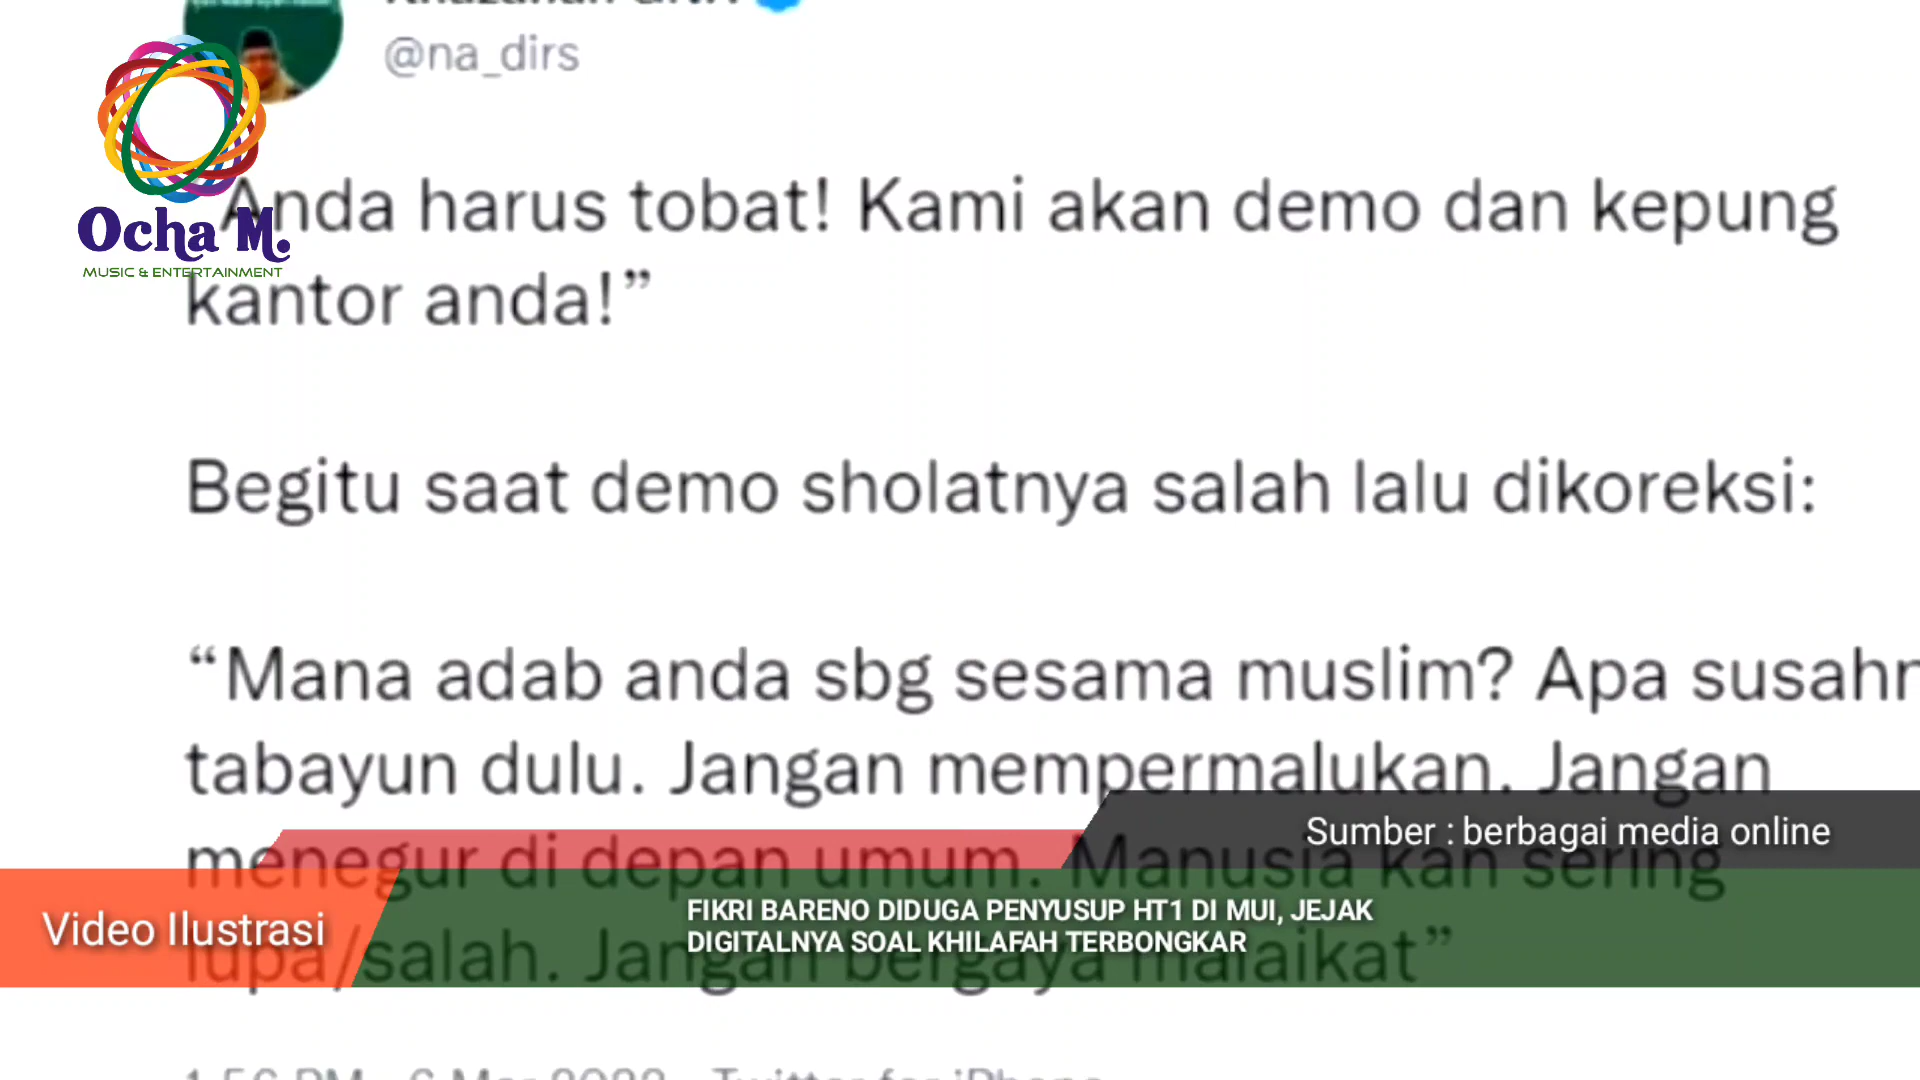 @na_dirs
Ocha M.
MUSIC & ENTERTAINMENT
Anda harus tobat! Kami akan demo dan kepung
kantor anda!”
Begitu saat demo sholatnya salah lalu dikoreksi:
“Mana adab anda sbg sesama muslim? Apa
tabayun dulu. Jangan mempermalukan. Jangan
menegur di depan umum. Manusia kan sering
lupa/salah. Jangan bergaya malaikat”
Sumber : berbagai media online
Video Ilustrasi
FIKRI BARENO DIDUGA PENYUSUP HT1 DI MUI, JEJAK
DIGITALNYA SOAL KHILAFAH TERBONGKAR